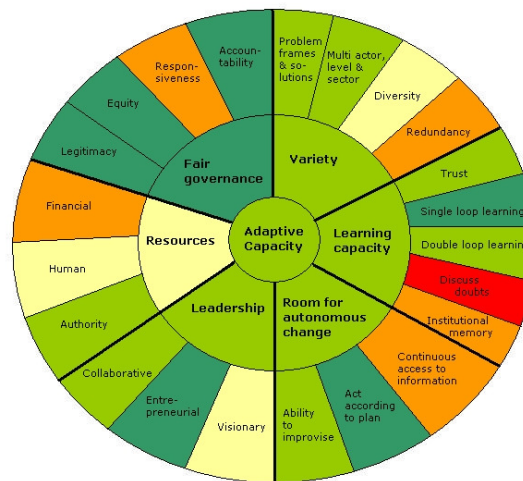 Accoun-
tability
Problem
frames
& so-
lutions
Multi actor,
level &
sector
Diversity
Redundancy
Trust
Single loop learning
Double loop learning
Discuss
doubts
Institutional
memory
Continuous
access to
information
Act
according
to plan
Ability
to
improvise
Visionary
Entre-
preneurial
Collaborative
Authority
Human
Financial
Legitimacy
Equity
Respon-
siveness
Fair
governance
Variety
Learning
capacity
Room for
autonomous
change
Leadership
Resources
Adaptive
Capacity